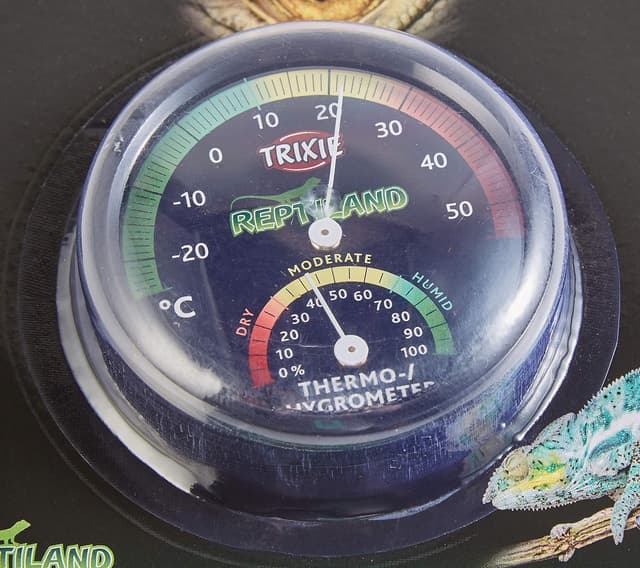 20
10
30
0
TRIXIE
40
-10
REPTILAND
50
-20
°C
MODERATE
DRY
HUMID
40 50 60
30 70
20 80
10 90
0% 100
THERMO-/
HYGROMETER
TILAND